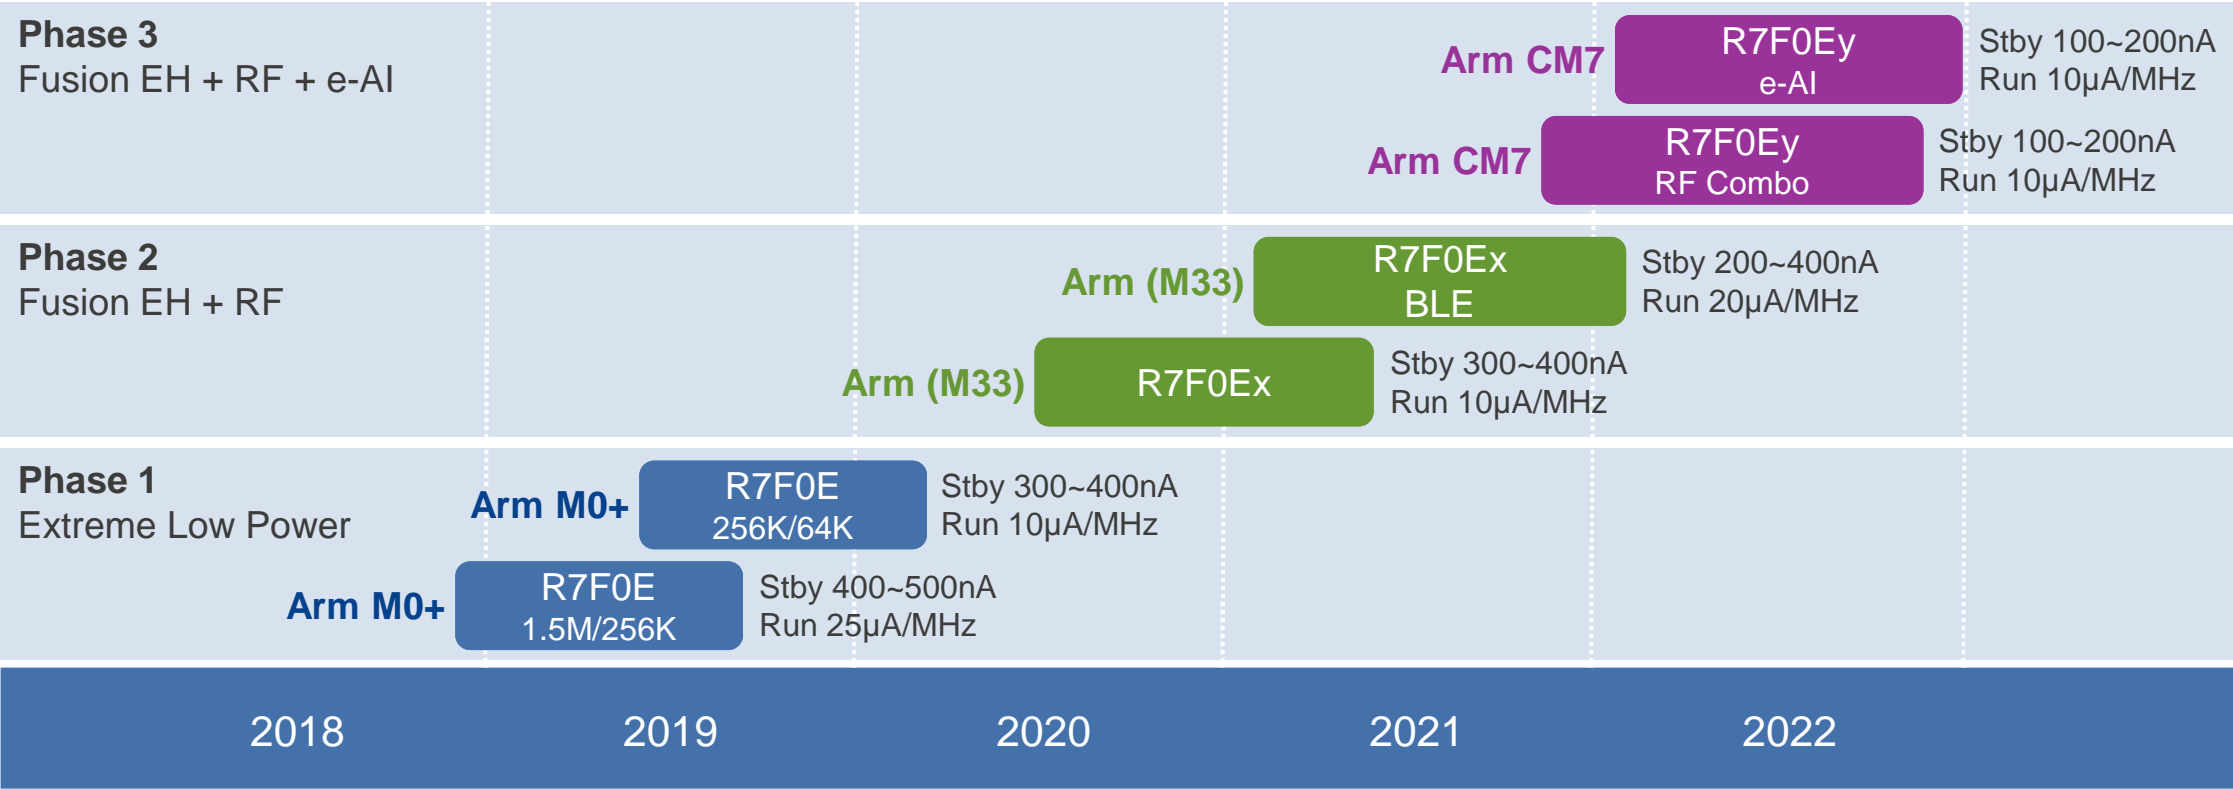 Phase 3
Fusion EH + RF + e-AI
Arm CM7
R7F0Ey
e-AI
Stby 100~200nA
Run 10µA/MHz
Arm CM7
R7F0Ey
RF Combo
Stby 100~200nA
Run 10µA/MHz
Phase 2
Fusion EH + RF
Arm (M33)
R7F0Ex
BLE
Stby 200~400nA
Run 20µA/MHz
Arm (M33)
R7F0Ex
Stby 300~400nA
Run 10µA/MHz
Phase 1
Extreme Low Power
Arm M0+
R7F0E
256K/64K
Stby 300~400nA
Run 10µA/MHz
Arm M0+
R7F0E
1.5M/256K
Stby 400~500nA
Run 25µA/MHz
2018 2019 2020 2021 2022